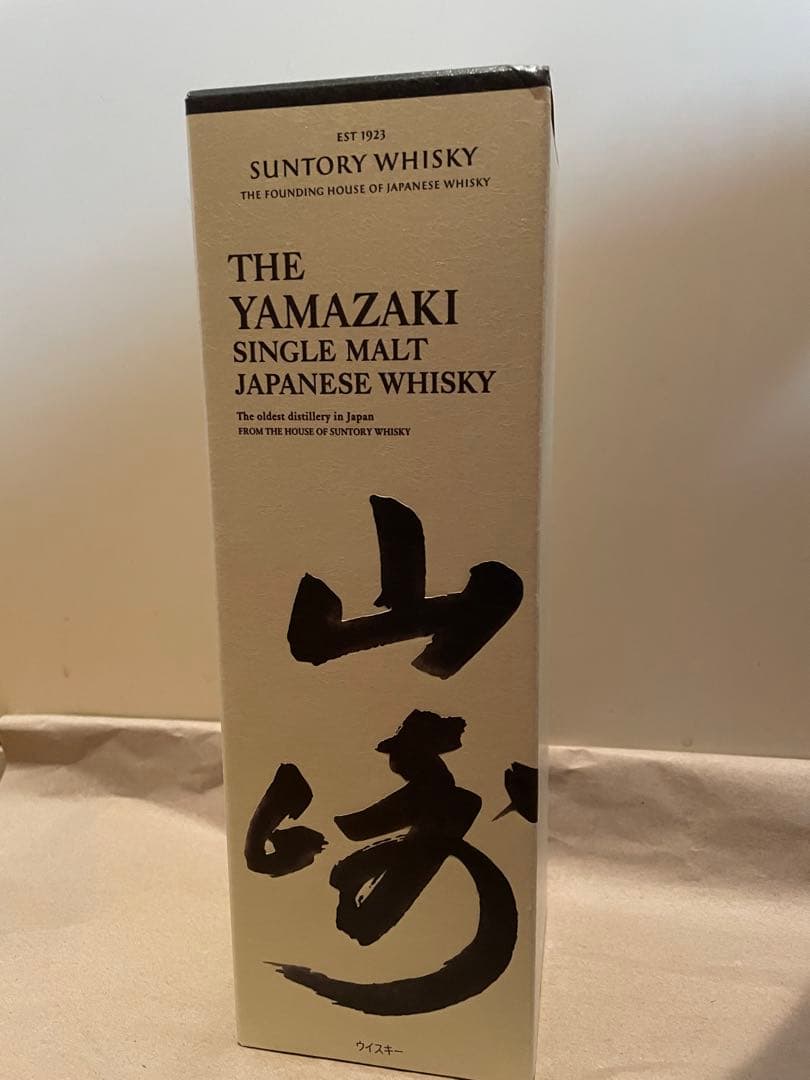 EST 1923
SUNTORY WHISKY
THE FOUNDING HOUSE OF JAPANESE WHISKY
THE
YAMAZAKI
SINGLE MALT
JAPANESE WHISKY
The oldest distillery in Japan
FROM THE HOUSE OF SUNTORY WHISKY
山
崎
ウイスキー